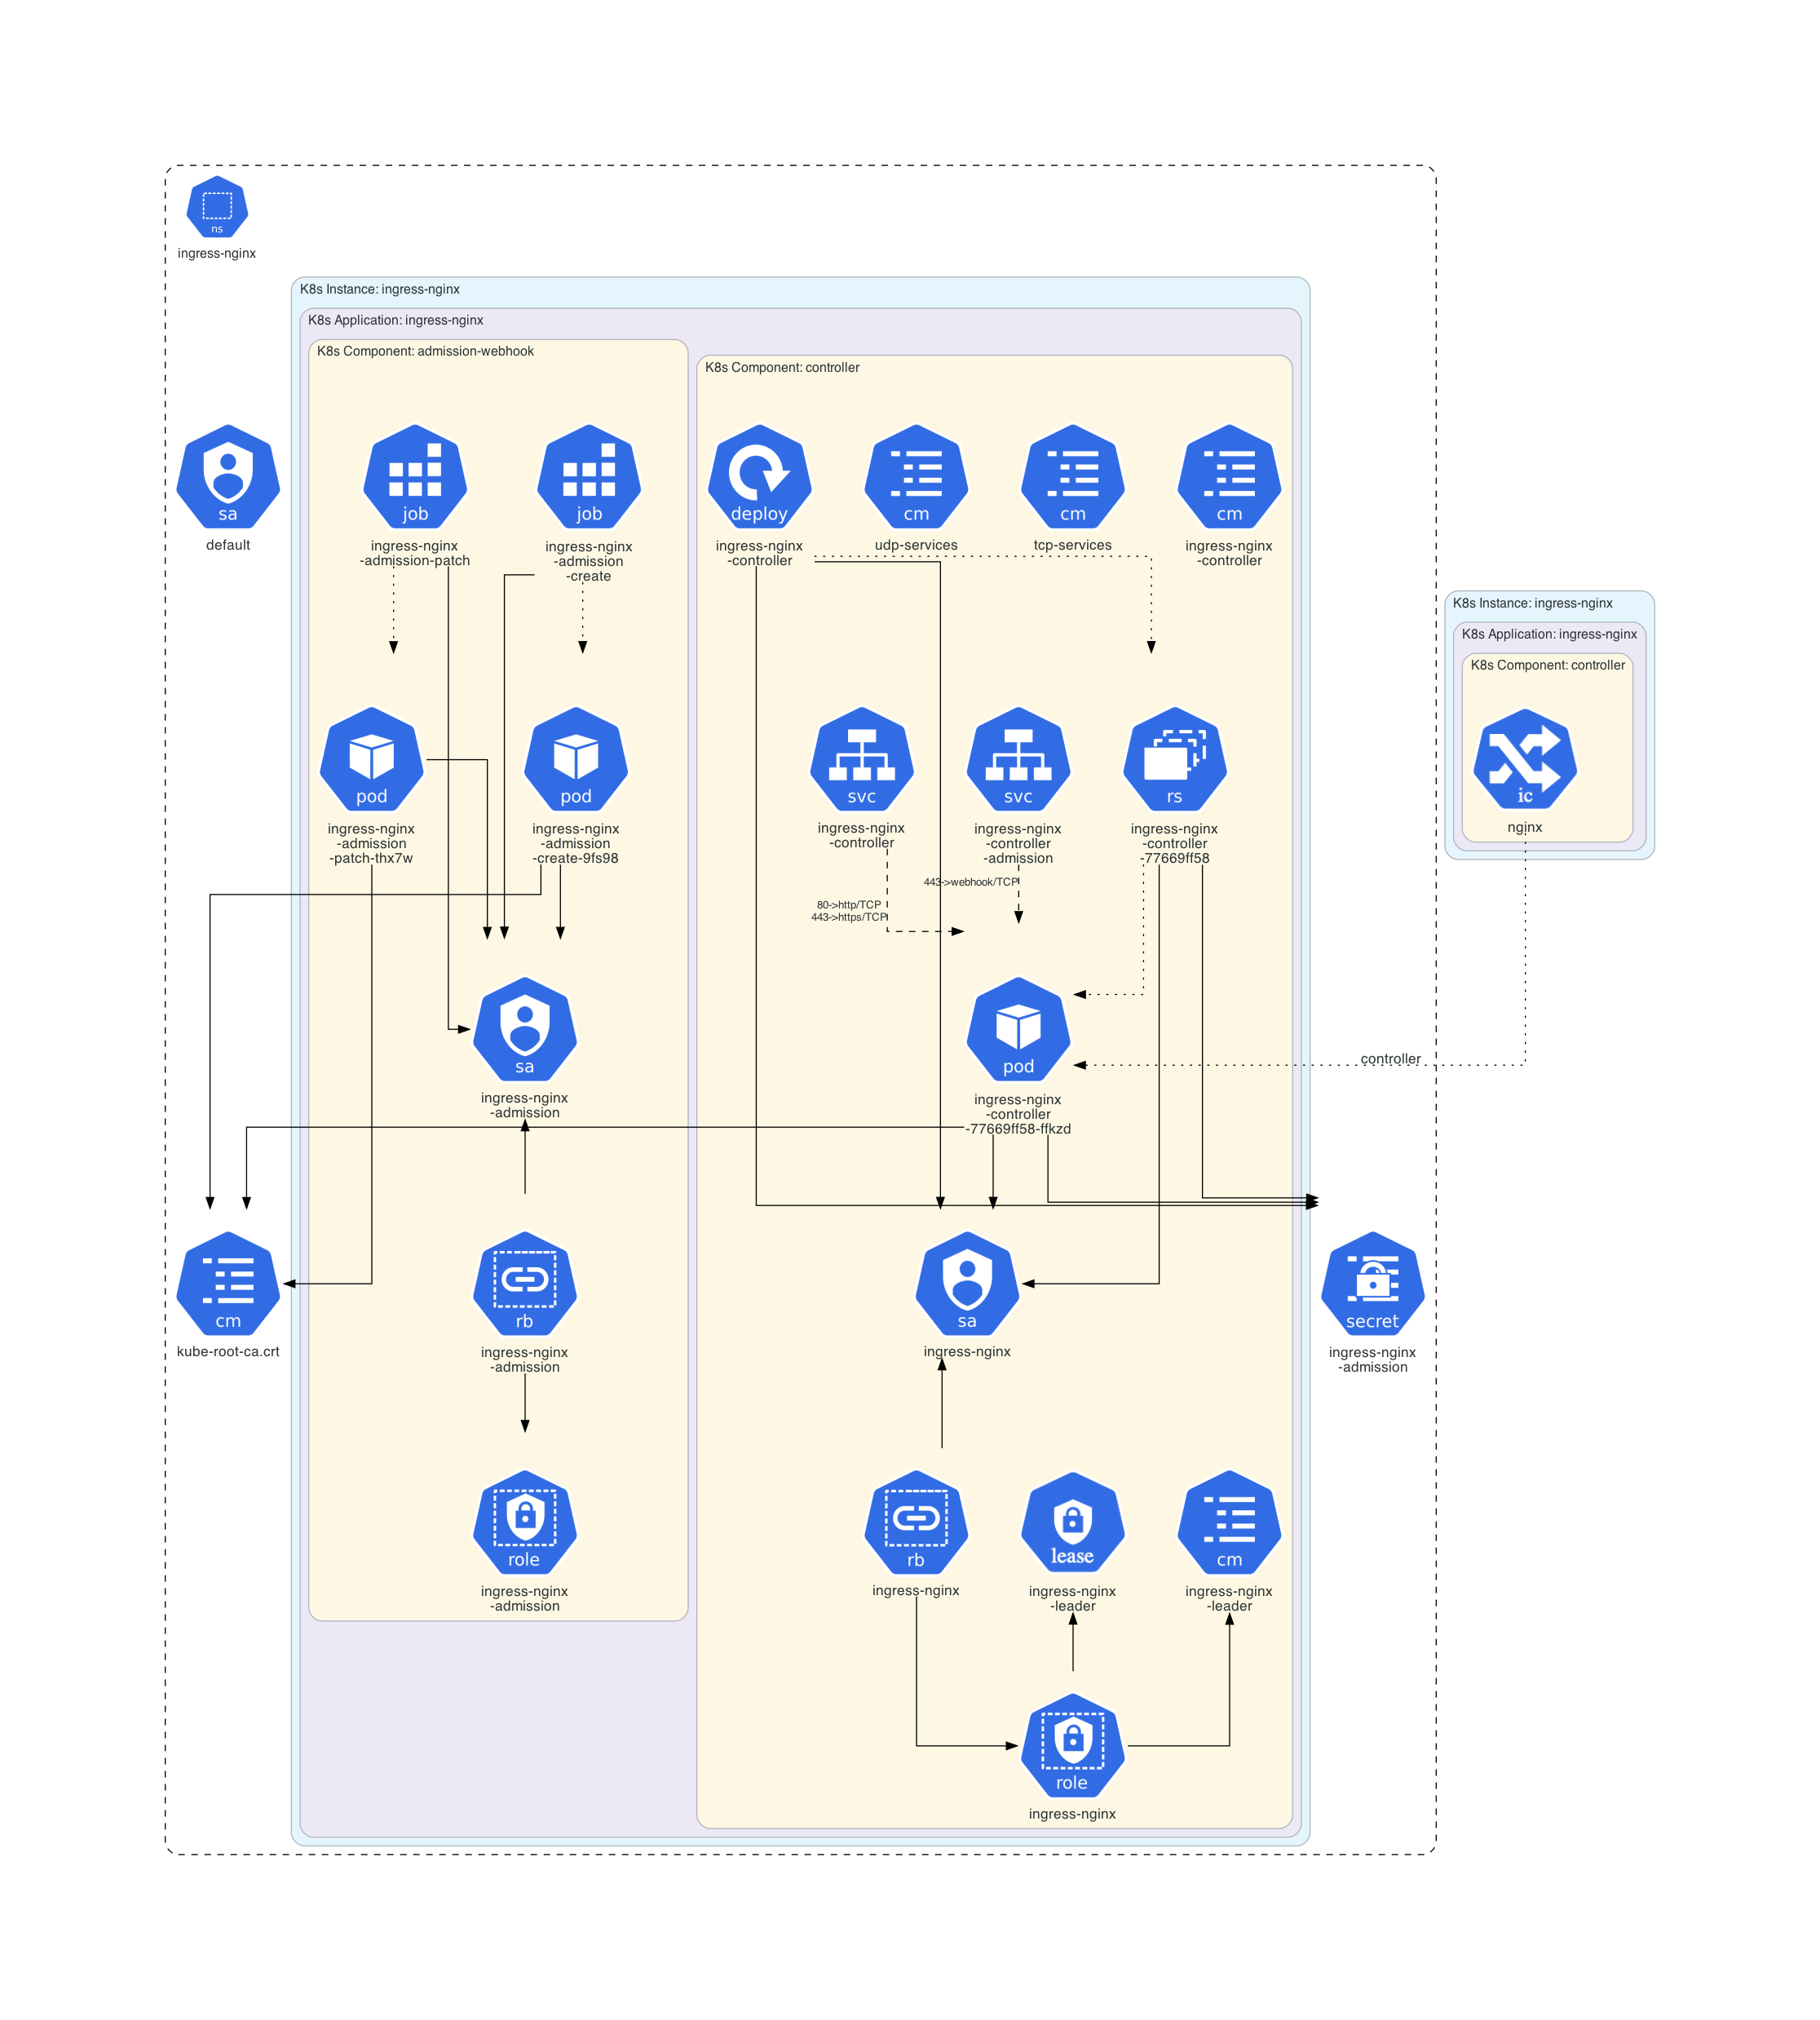 ns
ingress-nginx
K8s Instance: ingress-nginx
K8s Application: ingress-nginx
K8s Component: admission-webhook
K8s Component: controller
sa
default
job
ingress-nginx
-admission-patch
job
ingress-nginx
-admission
-create
deploy
ingress-nginx
-controller
cm
udp-services
cm
tcp-services
cm
ingress-nginx
-controller
K8s Instance: ingress-nginx
K8s Application: ingress-nginx
K8s Component: controller
ic
nginx
pod
ingress-nginx
-admission
-patch-thx7w
pod
ingress-nginx
-admission
-create-9fs98
svc
ingress-nginx
-controller
svc
ingress-nginx
-controller
-admission
rs
ingress-nginx
-controller
-77669ff58
443->webhook/TCP
80->http/TCP
443->https/TCP
sa
ingress-nginx
-admission
pod
ingress-nginx
-controller
-77669ff58-ffkzd
controller
cm
kube-root-ca.crt
rb
ingress-nginx
-admission
sa
ingress-nginx
secret
ingress-nginx
-admission
role
ingress-nginx
-admission
rb
ingress-nginx
lease
ingress-nginx
-leader
cm
ingress-nginx
-leader
role
ingress-nginx